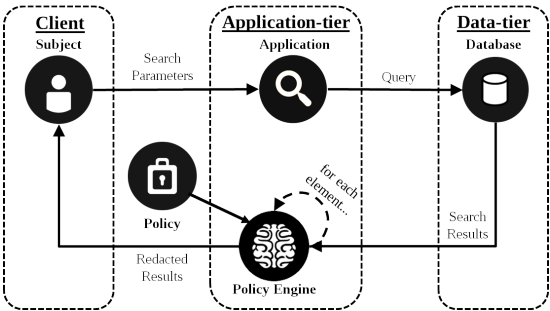 Client
Subject
Application-tier
Application
Data-tier
Database
Search
Parameters
Query
for each
element...
Policy
Search
Results
Redacted
Results
Policy Engine